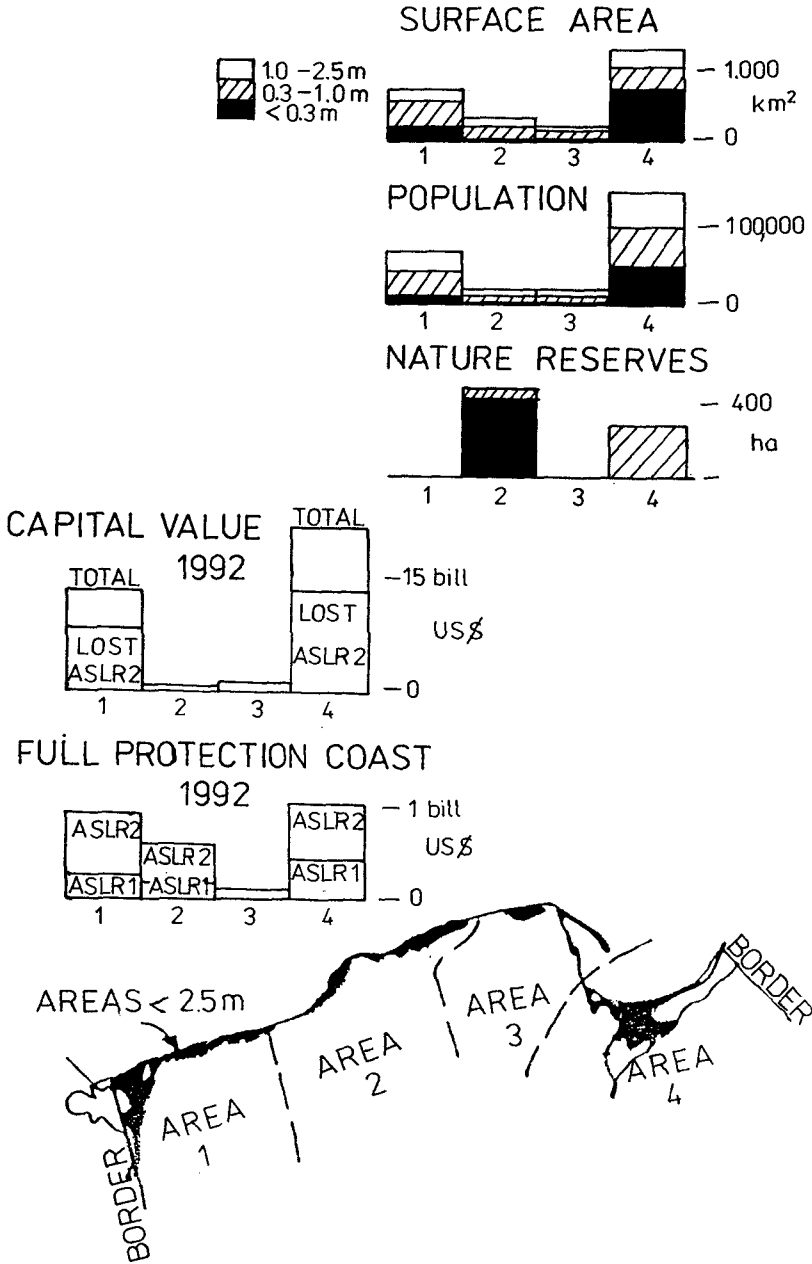 SURFACE AREA
1.0 – 2.5 m
0.3 – 1.0 m
< 0.3 m
– 1.000
km²
– 0
1 2 3 4
POPULATION
– 100,000
– 0
1 2 3 4
NATURE RESERVES
– 400
ha
–
1 2 3 4
CAPITAL VALUE
1992
TOTAL
TOTAL
–15 bill
LOST
ASLR2
LOST
ASLR2
US$
–0
1 2 3 4
FULL PROTECTION COAST
1992
– 1 bill
ASLR2
ASLR2
ASLR2
US$
ASLR1
ASLR1
ASLR1
– 0
1 2 3 4
AREAS < 2.5m
BORDER
AREA
1
AREA
2
AREA
3
AREA
4
BORDER